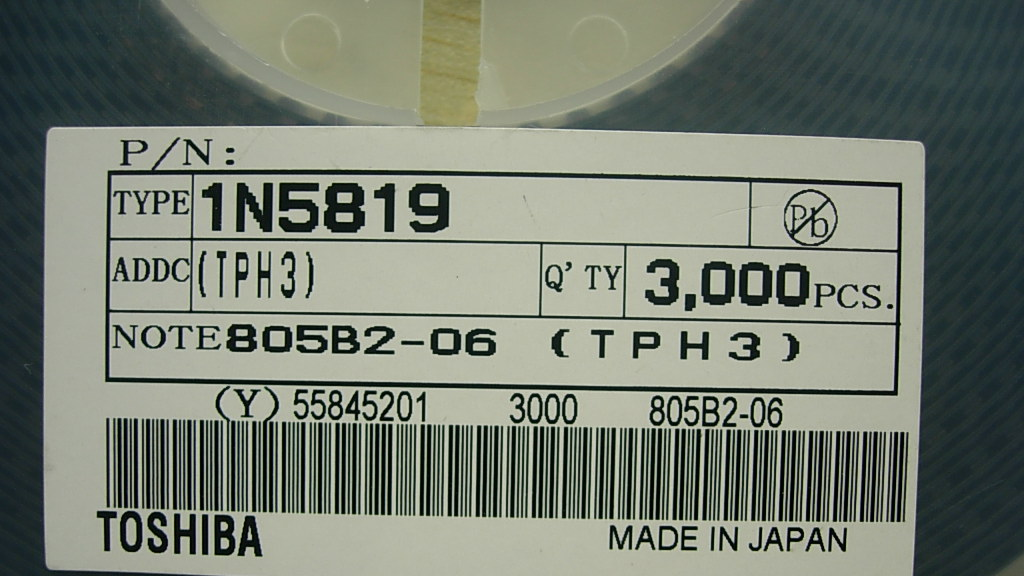 P/N:
TYPE 1N5819 Pb
ADDC (TPH3) Q'TY 3,000 PCS.
NOTE 805B2-06 (TPH3)
(Y) 55845201 3000 805B2-06
TOSHIBA MADE IN JAPAN